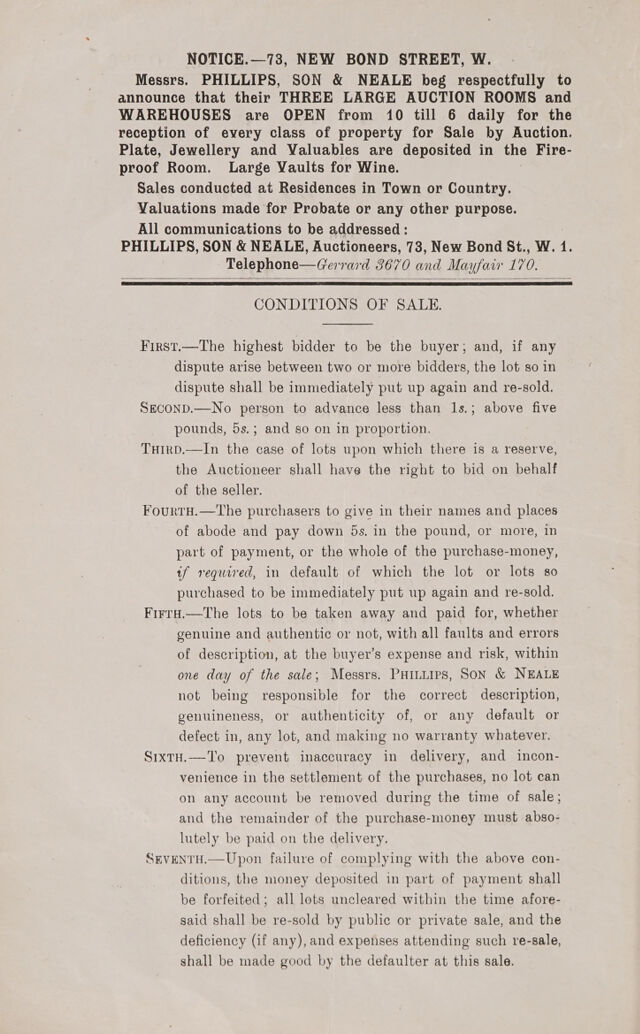 NOTICE.—73, NEW BOND STREET, W.
Messrs. PHILLIPS, SON & NEALE beg respectfully to
announce that their THREE LARGE AUCTION ROOMS and
WAREHOUSES are OPEN from 10 till 6 daily for the
reception of every class of property for Sale by Auction.
Plate, Jewellery and Valuables are deposited in the Fire-
proof Room. Large Vaults for Wine.
Sales conducted at Residences in Town or Country.
Valuations made for Probate or any other purpose.
All communications to be addressed:
PHILLIPS, SON & NEALE, Auctioneers, 73, New Bond St., W. 1.
Telephone—Gerrard 3670 and Mayfair 170.
CONDITIONS OF SALE.
FIRST.—The highest bidder to be the buyer; and, if any
dispute arise between two or more bidders, the lot so in
dispute shall be immediately put up again and re-sold.
SECOND.—No person to advance less than 1s.; above five
pounds, 5s.; and so on in proportion.
THIRD.—In the case of lots upon which there is a reserve,
the Auctioneer shall have the right to bid on behalf
of the seller.
FOURTH.—The purchasers to give in their names and places
of abode and pay down 5s. in the pound, or more, in
part of payment, or the whole of the purchase-money,
if required, in default of which the lot or lots so
purchased to be immediately put up again and re-sold.
FIFTH.—The lots to be taken away and paid for, whether
genuine and authentic or not, with all faults and errors
of description, at the buyer's expense and risk, within
one day of the sale; Messrs. PHILLIPS, SON & NEALE
not being responsible for the correct description,
genuineness, or authenticity of, or any default or
defect in, any lot, and making no warranty whatever.
SIXTH.—To prevent inaccuracy in delivery, and incon-
venience in the settlement of the purchases, no lot can
on any account be removed during the time of sale;
and the remainder of the purchase-money must abso-
lutely be paid on the delivery.
SEVENTH.—Upon failure of complying with the above con-
ditions, the money deposited in part of payment shall
be forfeited; all lots uncleared within the time afore-
said shall be re-sold by public or private sale, and the
deficiency (if any), and expenses attending such re-sale,
shall be made good by the defaulter at this sale.